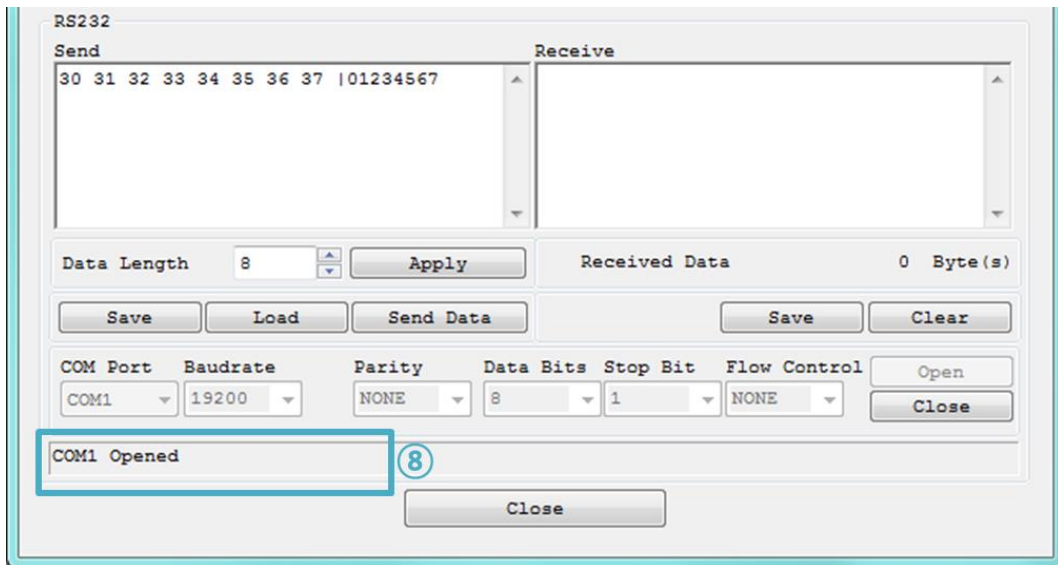 RS232
Send Receive
30 31 32 33 34 35 36 37 |01234567
Data Length 8 Apply Received Data 0 Byte(s)
Save Load Send Data Save Clear
COM Port Baudrate Parity Data Bits Stop Bit Flow Control Open
COM1 19200 NONE 8 1 NONE Close
COM1 Opened ⑧
Close